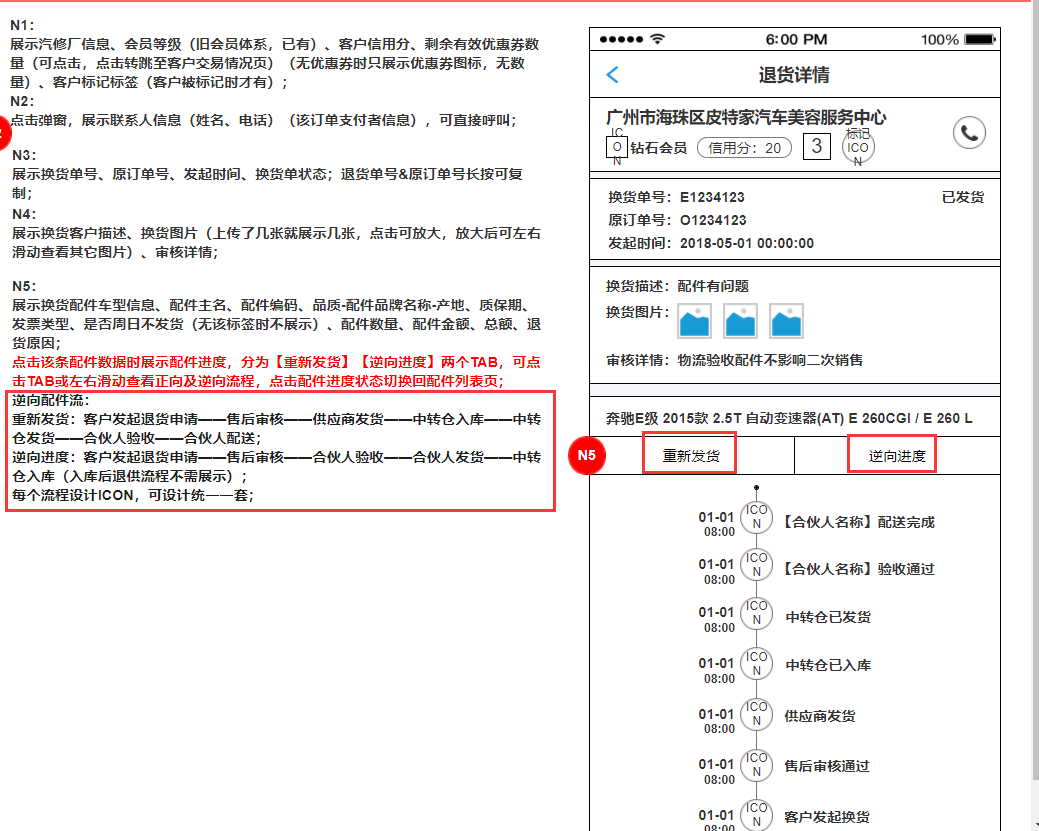 N1：
展示汽修厂信息、会员等级（旧会员体系，已有）、客户信用分、剩余有效优惠券数
量（可点击，点击转跳至客户交易情况页）（无优惠券时只展示优惠券图标，无数
量）、客户标记标签（客户被标记时才有）；
N2：
点击弹窗，展示联系人信息（姓名、电话）（该订单支付者信息），可直接呼叫；
N3：
展示换货单号、原订单号、发起时间、换货单状态；退货单号&原订单号长按可复
制；
N4：
展示换货客户描述、换货图片（上传了几张就展示几张，点击可放大，放大后可左右
滑动查看其它图片）、审核详情；
N5：
展示换货配件车型信息、配件主名、配件编码、品质-配件品牌名称-产地、质保期、
发票类型、是否周日不发货（无该标签时不展示）、配件数量、配件金额、总额、退
货原因；
点击该条配件数据时展示配件进度，分为【重新发货】【逆向进度】两个TAB，可点
击TAB或左右滑动查看正向及逆向流程，点击配件进度状态切换回配件列表页；
逆向配件流：
重新发货：客户发起退货申请——售后审核——供应商发货——中转仓入库——中转
仓发货——合伙人验收——合伙人配送；
逆向进度：客户发起退货申请——售后审核——合伙人验收——合伙人发货——中转
仓入库（入库后退供流程不需展示）；
每个流程设计ICON，可设计统一一套；
6:00 PM
100%
退货详情
广州市海珠区皮特家汽车美容服务中心
ICON
钻石会员
信用分：20
3
标记ICON
换货单号：E1234123
已发货
原订单号：O1234123
发起时间：2018-05-01 00:00:00
换货描述：配件有问题
换货图片：
审核详情：物流验收配件不影响二次销售
奔驰E级 2015款 2.5T 自动变速器(AT) E 260CGI / E 260 L
N5
重新发货
逆向进度
01-01
08:00
ICON
【合伙人名称】配送完成
01-01
08:00
ICON
【合伙人名称】验收通过
01-01
08:00
ICON
中转仓已发货
01-01
08:00
ICON
中转仓已入库
01-01
08:00
ICON
供应商发货
01-01
08:00
ICON
售后审核通过
01-01
08:00
ICON
客户发起换货